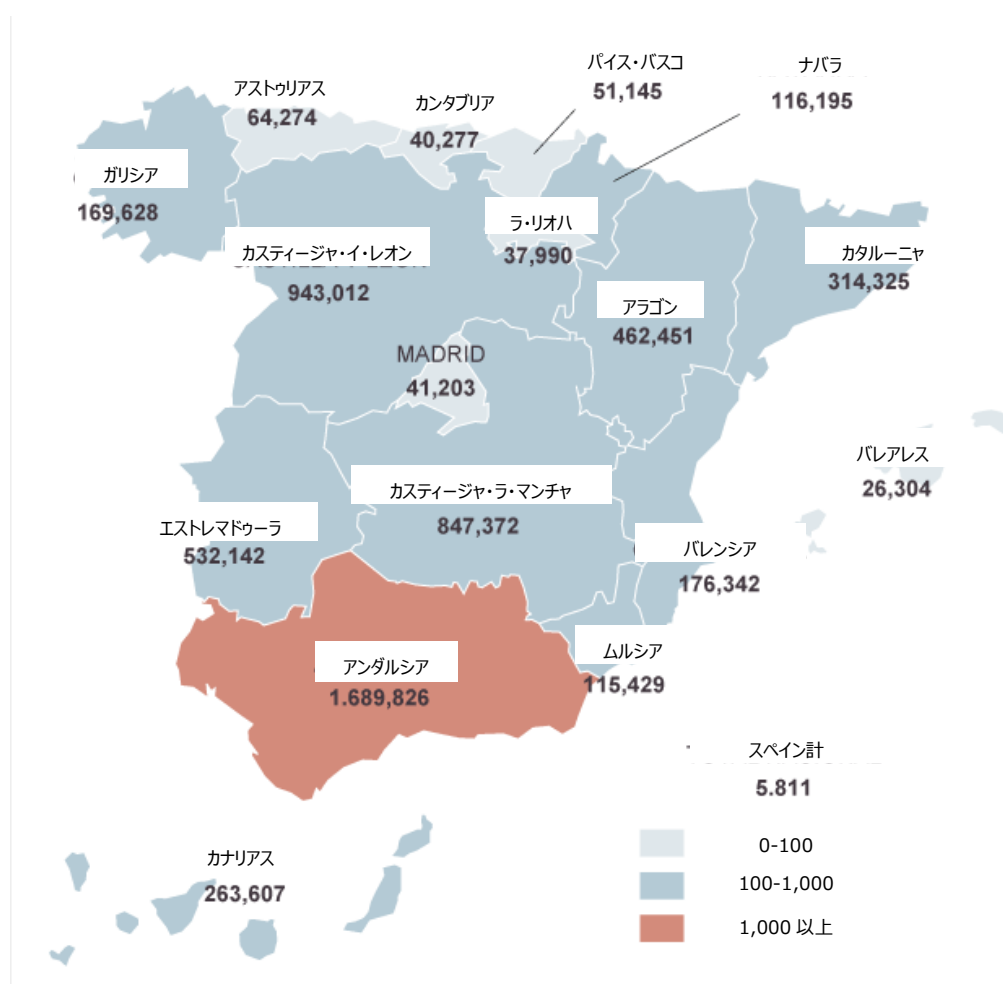 パイス・バスコ
51,145
ナバラ
116,195
アストゥリアス
64,274
カンタブリア
40,277
ガリシア
169,628
ラ・リオハ
37,990
カスティージャ・イ・レオン
943,012
カタルーニャ
314,325
アラゴン
462,451
MADRID
41,203
バレアレス
26,304
カスティージャ・ラ・マンチャ
847,372
エストレマドゥーラ
532,142
バレンシア
176,342
ムルシア
115,429
アンダルシア
1.689,826
スペイン計
5.811
カナリアス
263,607
0-100
100-1,000
1,000 以上